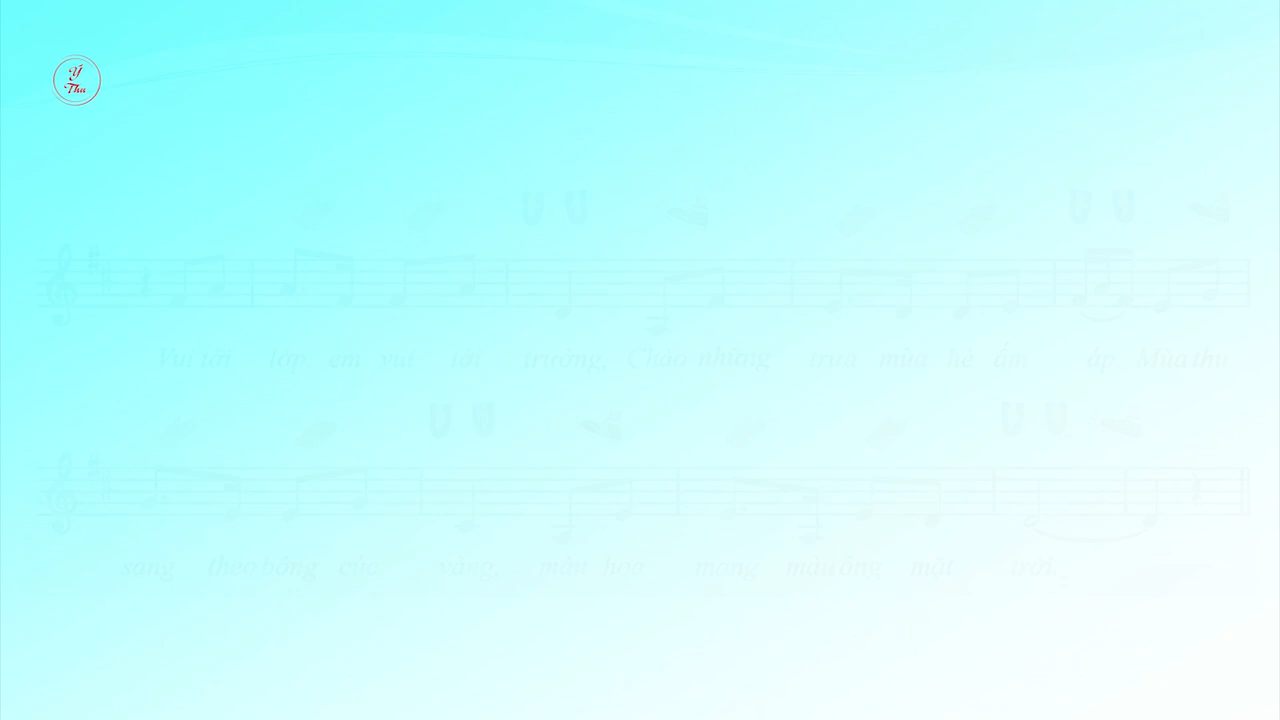 Ý
Thu
Vui tới lớp em vui tới trường, Chào những trưa mùa hè ấm áp. Mùa thu
sang theo bông cúc vàng, màu hoa mang màu ông mặt trời.